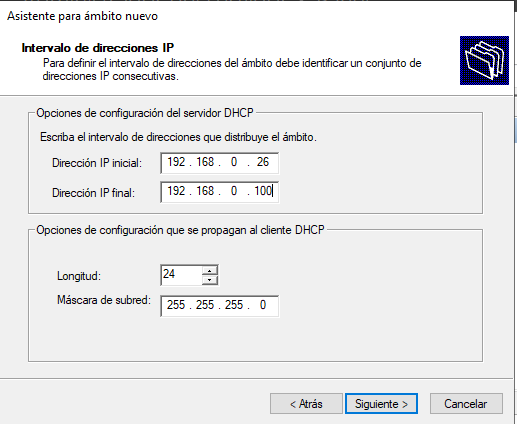 Asistente para ámbito nuevo
Intervalo de direcciones IP
Para definir el intervalo de direcciones del ámbito debe identificar un conjunto de
direcciones IP consecutivas.
Opciones de configuración del servidor DHCP
Escriba el intervalo de direcciones que distribuye el ámbito.
Dirección IP inicial: 192 . 168 . 0 . 26
Dirección IP final: 192 . 168 . 0 . 100
Opciones de configuración que se propagan al cliente DHCP
Longitud: 24
Máscara de subred: 255 . 255 . 255 . 0
< Atrás Siguiente > Cancelar